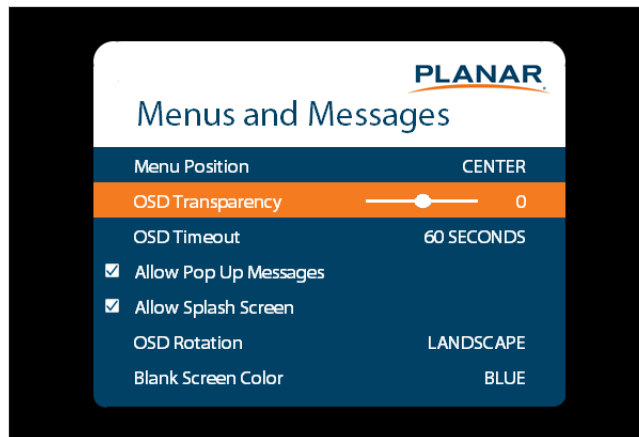 PLANAR
Menus and Messages
Menu Position CENTER
OSD Transparency 0
OSD Timeout 60 SECONDS
Allow Pop Up Messages
Allow Splash Screen
OSD Rotation LANDSCAPE
Blank Screen Color BLUE